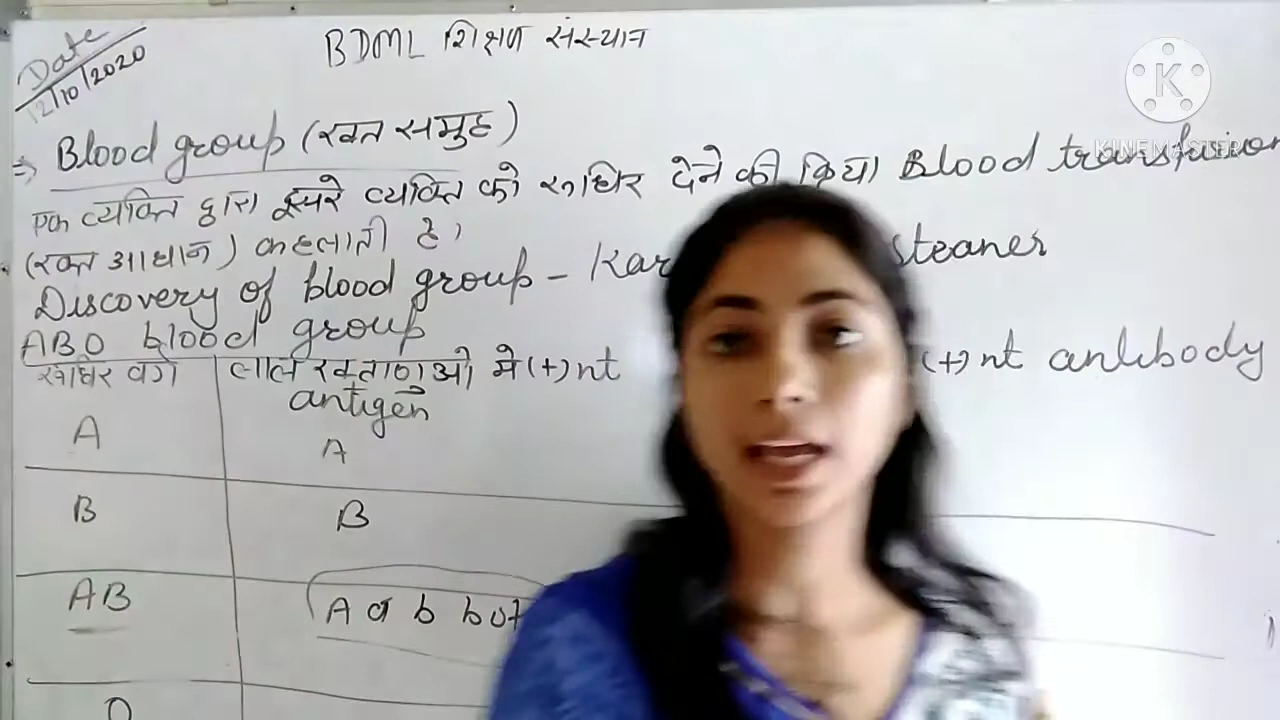 Date
12/10/2020
BDML शिक्षण संस्थान
K
KINEMASTER
⇒ Blood group (रक्त समुह)
एक व्यक्ति द्वारा दूसरे व्यक्ति को रूधिर देने की क्रिया Blood transfusion
(रक्त आधान) कहलाती है।
Discovery of blood group - Kar steaner
ABO blood group
रूधिर वर्ग लाल रक्ताणुओ मे (+)nt (+)nt antibody
antigen
A A
B B
AB A व b bot
O